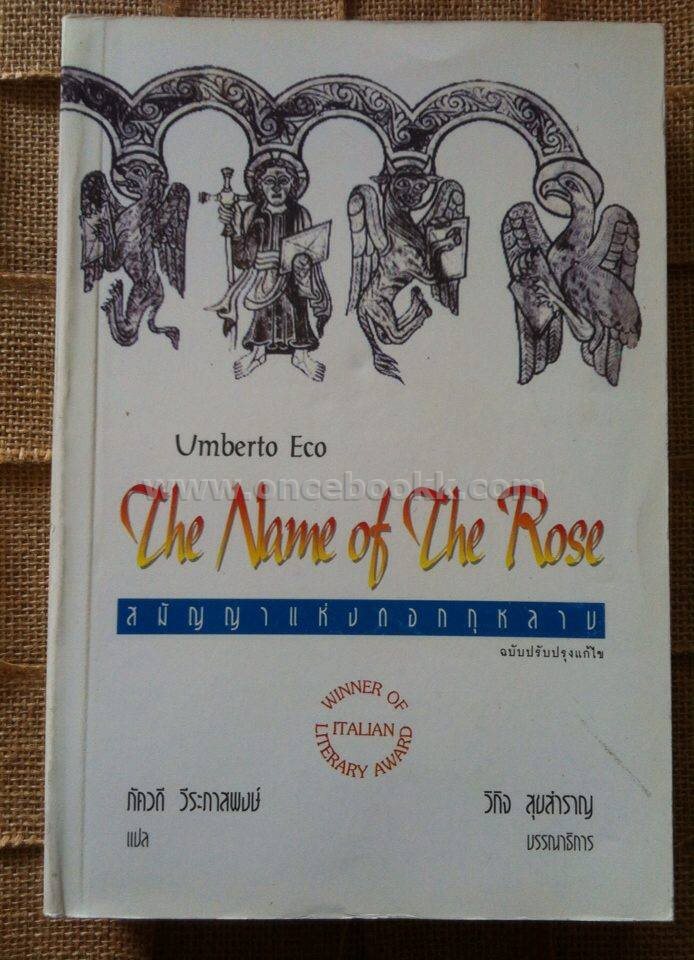 Umberto Eco
www.oncebookk.com
The Name of The Rose
สมัญญาแห่งดอกกุหลาบ
ฉบับปรับปรุงแก้ไข
WINNER OF
ITALIAN
LITERARY AWARD
ภัควดี วีระภาสพงษ์
แปล
วิกิจ สุขสำราญ
บรรณาธิการ